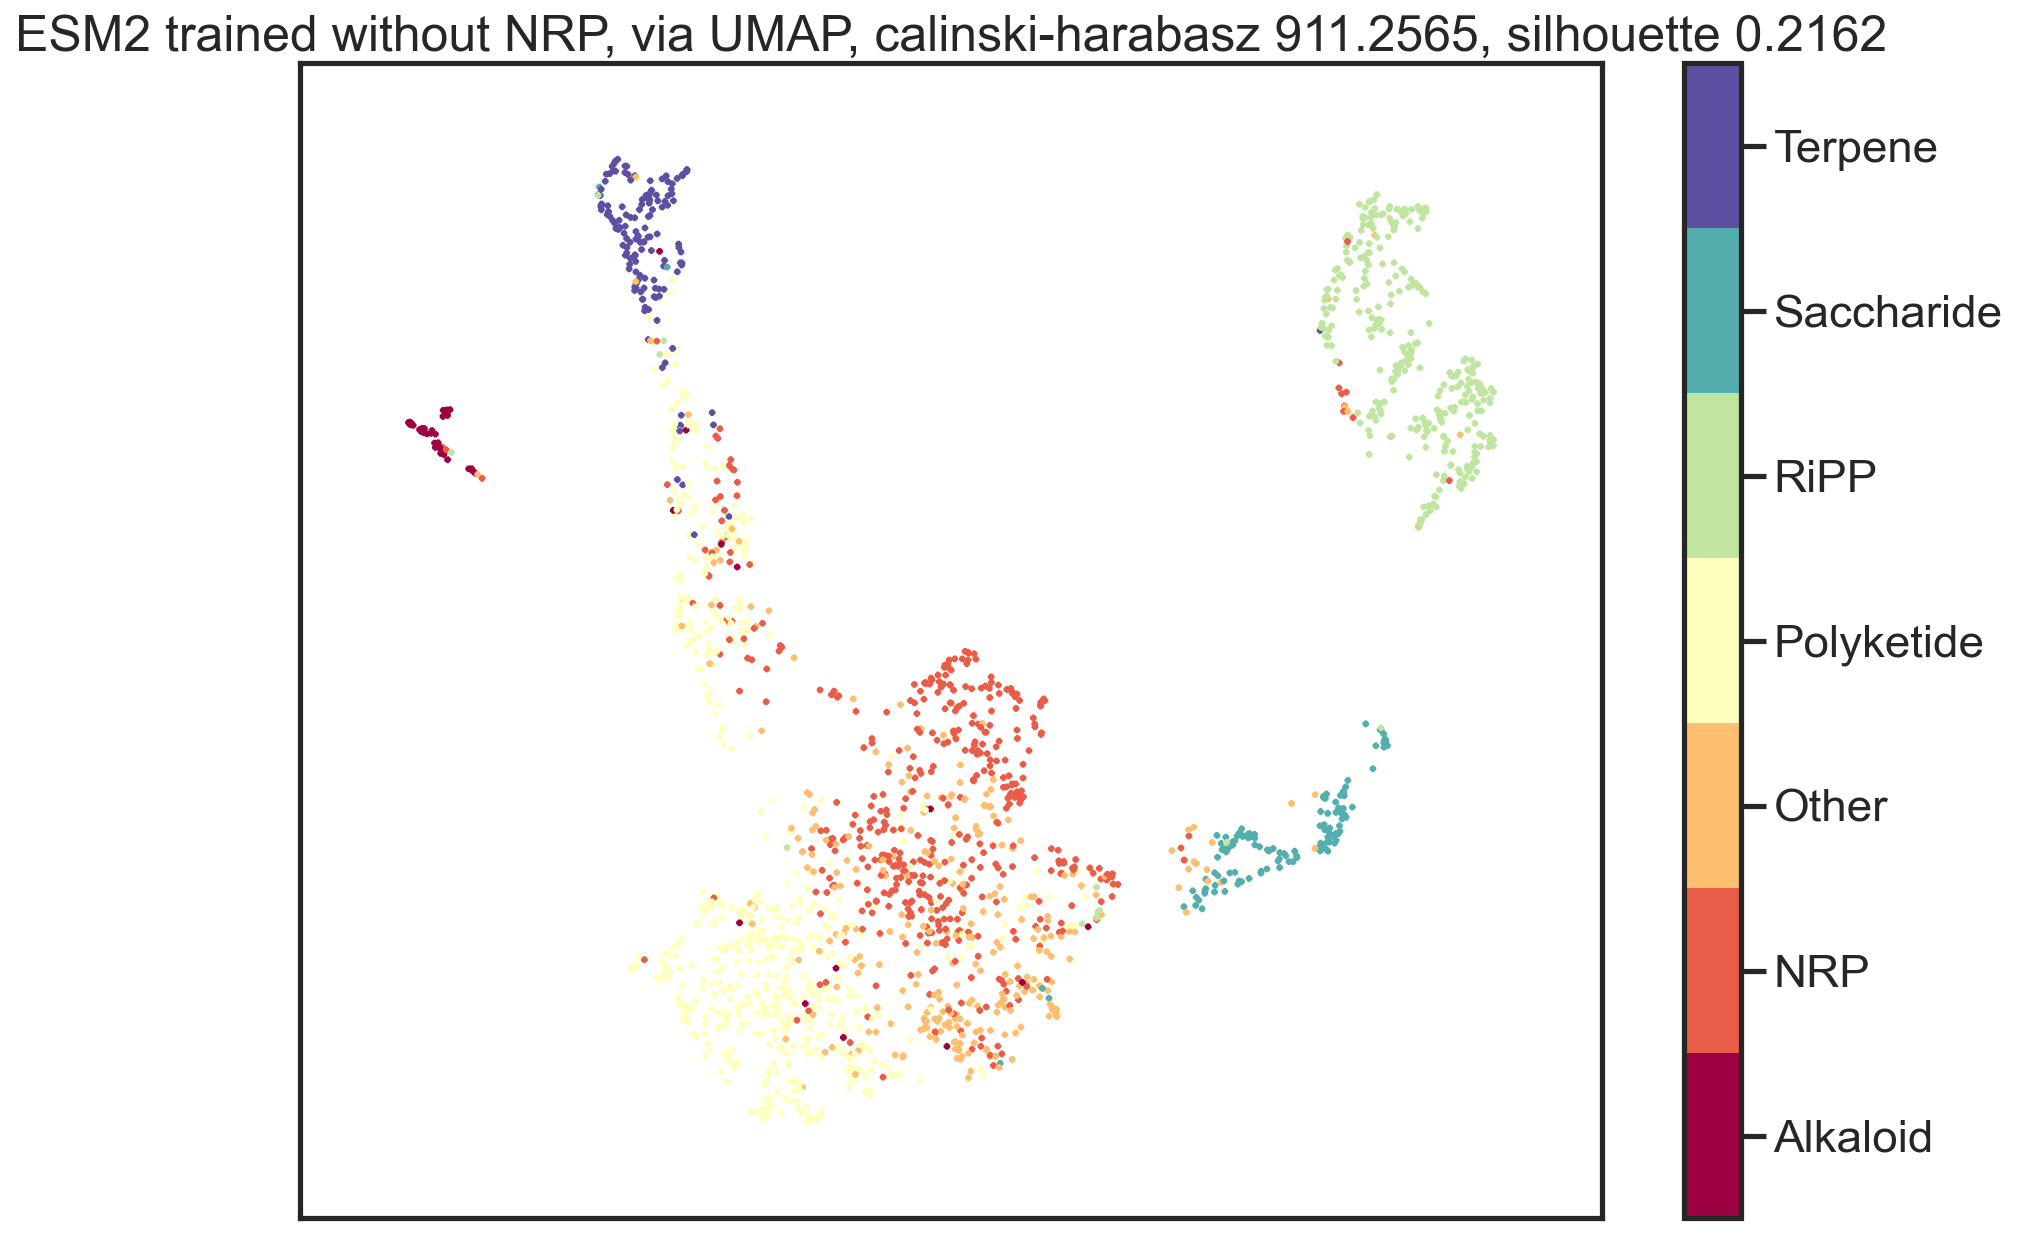 ESM2 trained without NRP, via UMAP, calinski-harabasz 911.2565, silhouette 0.2162
Terpene
Saccharide
RiPP
Polyketide
Other
NRP
Alkaloid